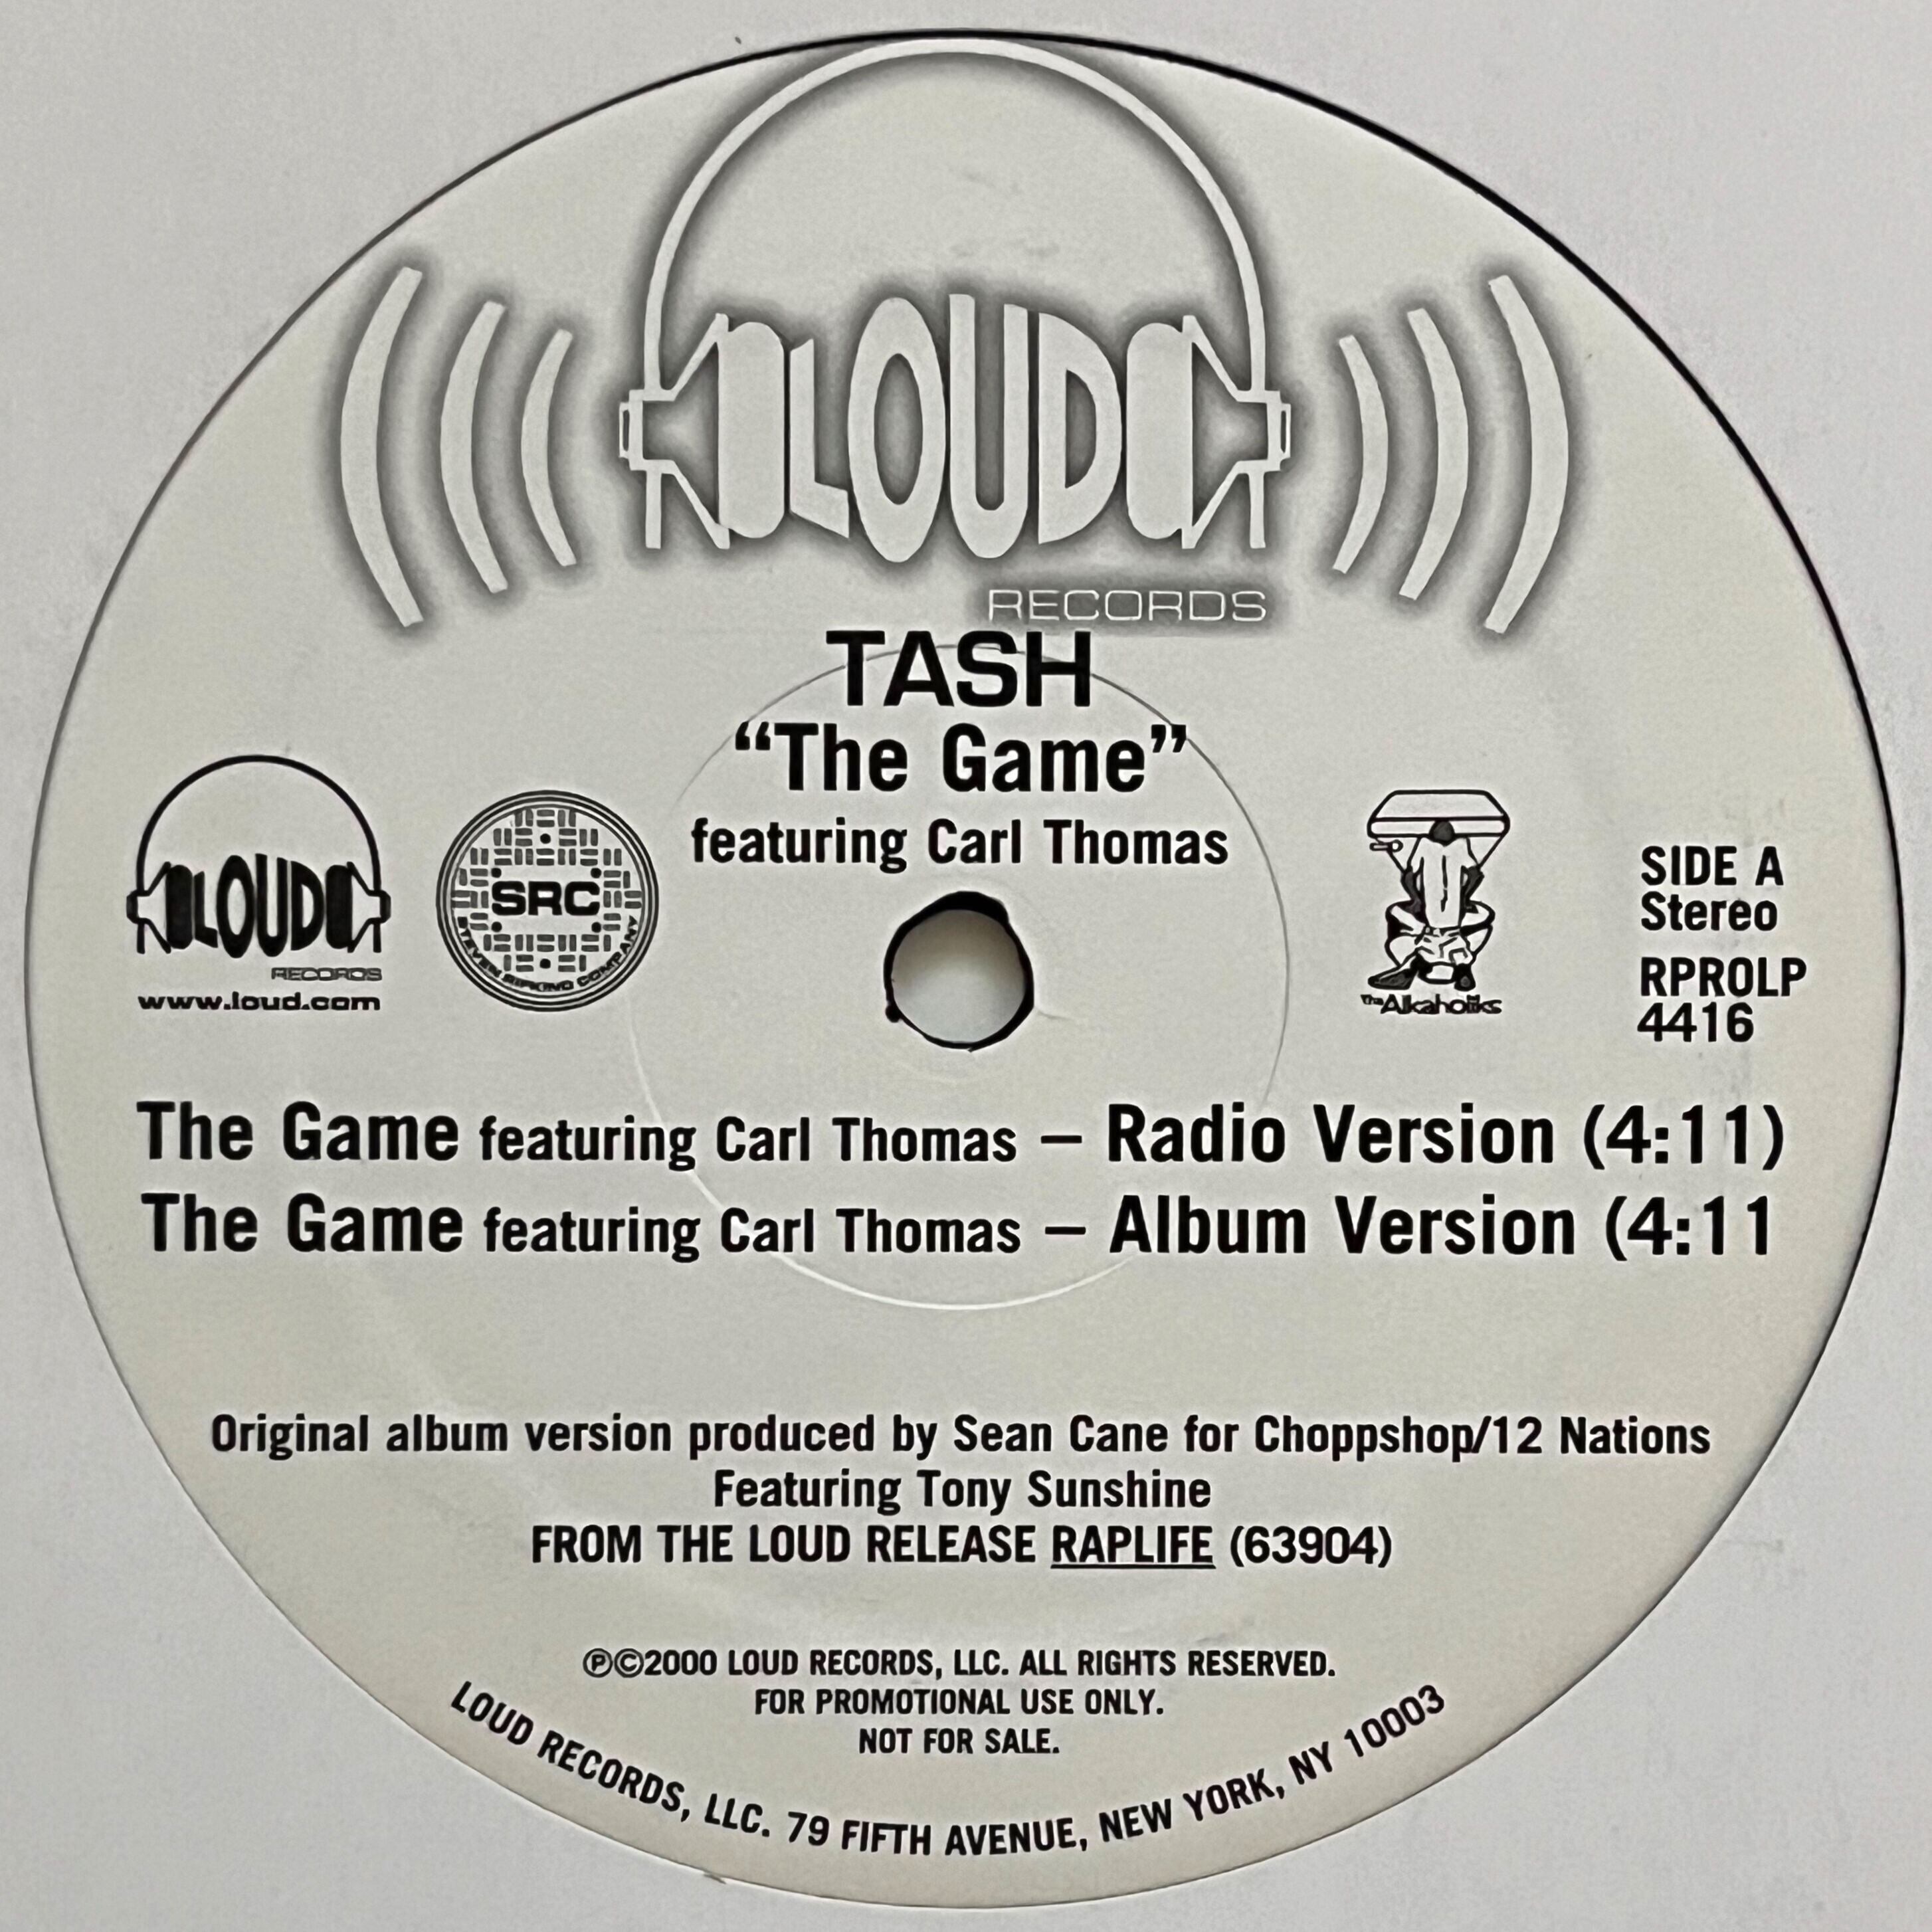 LOUD
RECORDS
TASH
“The Game”
featuring Carl Thomas
LOUD
RECORDS
www.loud.com
SRC
STEVEN RIFKIND COMPANY
The Alkaholiks
SIDE A
Stereo
RPROLP
4416
The Game featuring Carl Thomas – Radio Version (4:11)
The Game featuring Carl Thomas – Album Version (4:11
Original album version produced by Sean Cane for Choppshop/12 Nations
Featuring Tony Sunshine
FROM THE LOUD RELEASE RAPLIFE (63904)
℗©2000 LOUD RECORDS, LLC. ALL RIGHTS RESERVED.
FOR PROMOTIONAL USE ONLY.
NOT FOR SALE.
LOUD RECORDS, LLC. 79 FIFTH AVENUE, NEW YORK, NY 10003